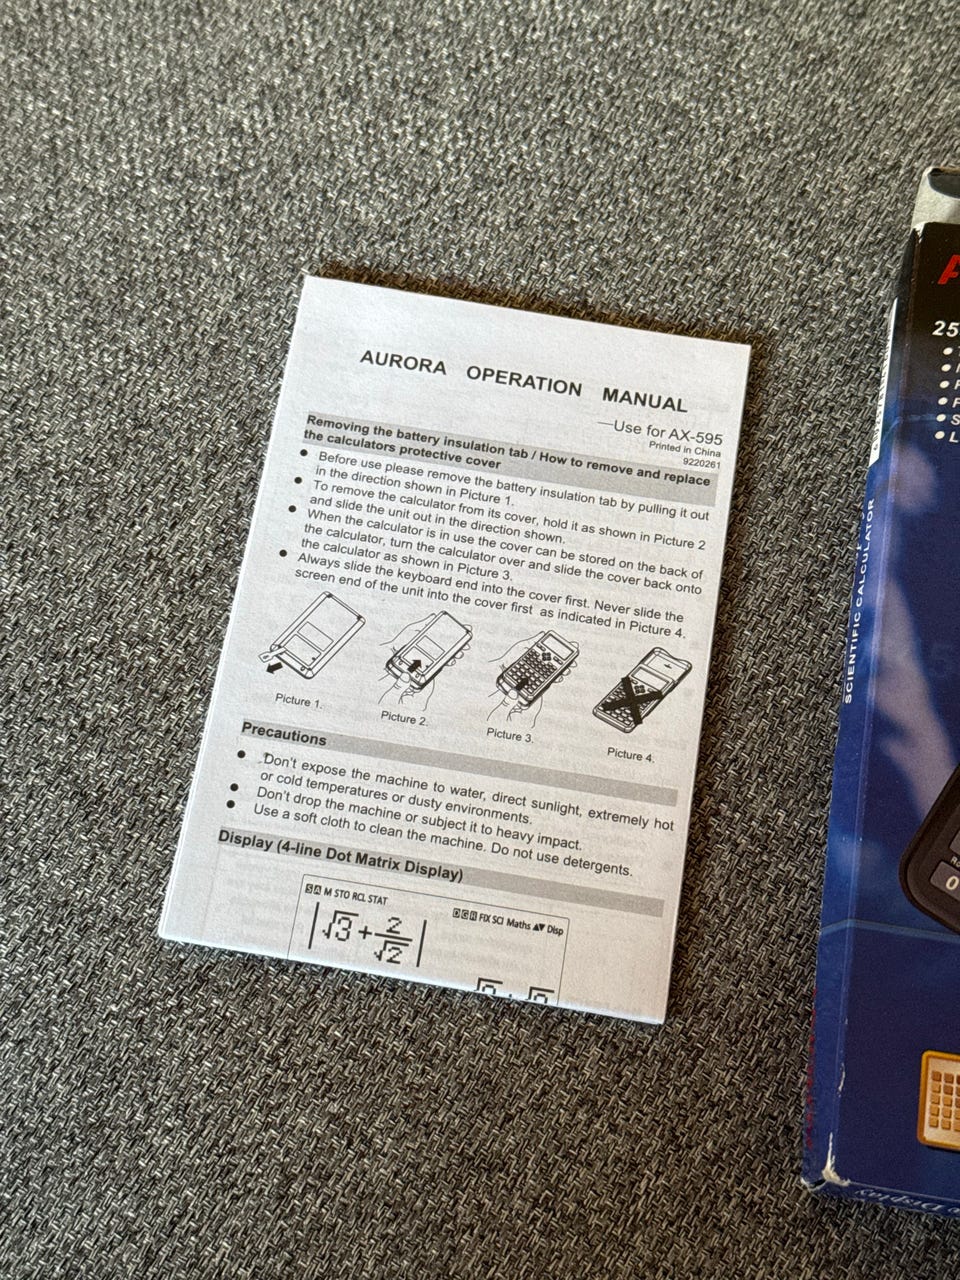 AURORA OPERATION MANUAL
—Use for AX-595
Printed in China
9220261
Removing the battery insulation tab / How to remove and replace
the calculators protective cover
● Before use please remove the battery insulation tab by pulling it out
in the direction shown in Picture 1.
● To remove the calculator from its cover, hold it as shown in Picture 2
and slide the unit out in the direction shown.
● When the calculator is in use the cover can be stored on the back of
the calculator, turn the calculator over and slide the cover back onto
the calculator as shown in Picture 3.
● Always slide the keyboard end into the cover first. Never slide the
screen end of the unit into the cover first as indicated in Picture 4.
Picture 1.
Picture 2.
Picture 3.
Picture 4.
Precautions
● Don't expose the machine to water, direct sunlight, extremely hot
or cold temperatures or dusty environments.
● Don't drop the machine or subject it to heavy impact.
● Use a soft cloth to clean the machine. Do not use detergents.
Display (4-line Dot Matrix Display)
S A M STO RCL STAT D G R FIX SCI Maths ▲▼ Disp
|√3+2/√2|
SCIENTIFIC CALCULATOR
25